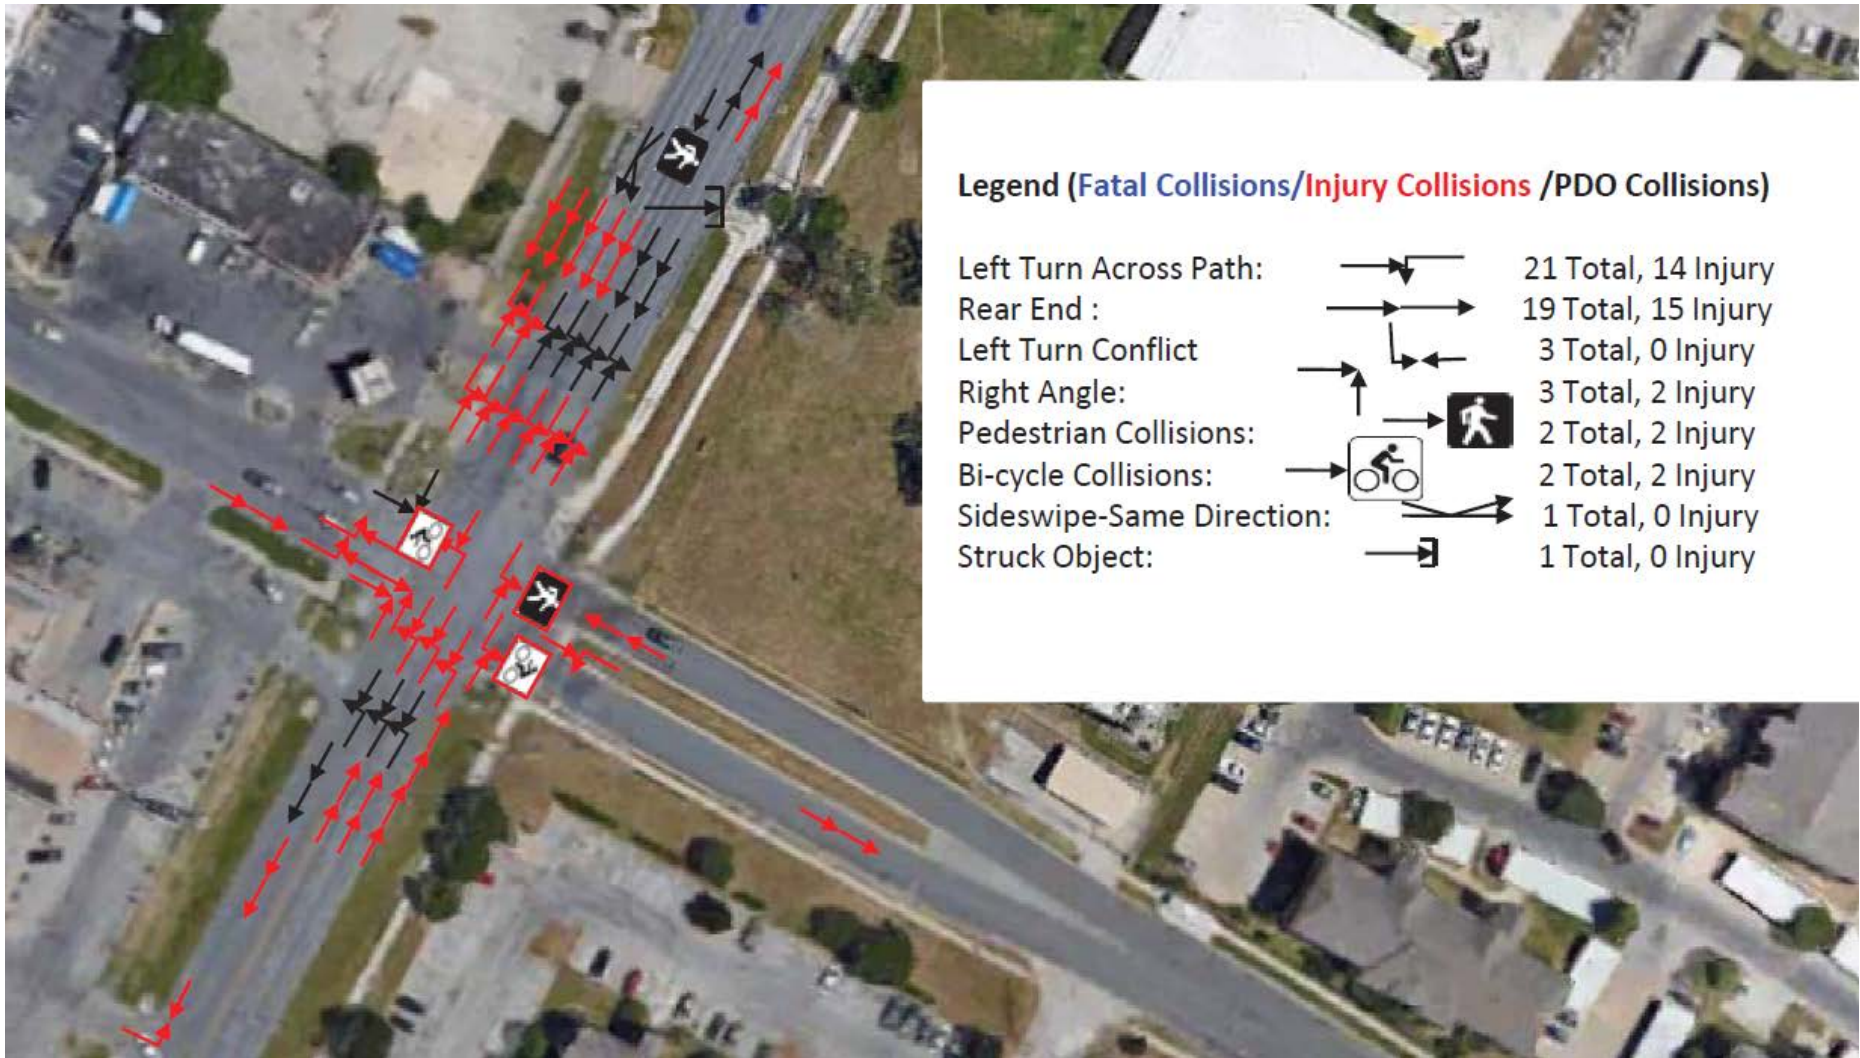 Legend (Fatal Collisions/Injury Collisions /PDO Collisions)
Left Turn Across Path: 21 Total, 14 Injury
Rear End : 19 Total, 15 Injury
Left Turn Conflict 3 Total, 0 Injury
Right Angle: 3 Total, 2 Injury
Pedestrian Collisions: 2 Total, 2 Injury
Bi-cycle Collisions: 2 Total, 2 Injury
Sideswipe-Same Direction: 1 Total, 0 Injury
Struck Object: 1 Total, 0 Injury